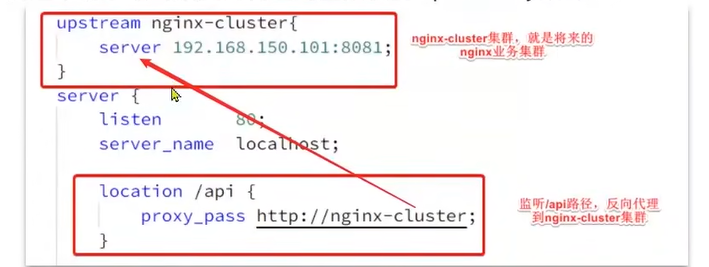 upstream nginx-cluster{
server 192.168.150.101:8081;
}
nginx-cluster集群，就是将来的
nginx业务集群
server {
listen 80;
server_name localhost;
location /api {
proxy_pass http://nginx-cluster;
}
监听/api路径，反向代理
到nginx-cluster集群